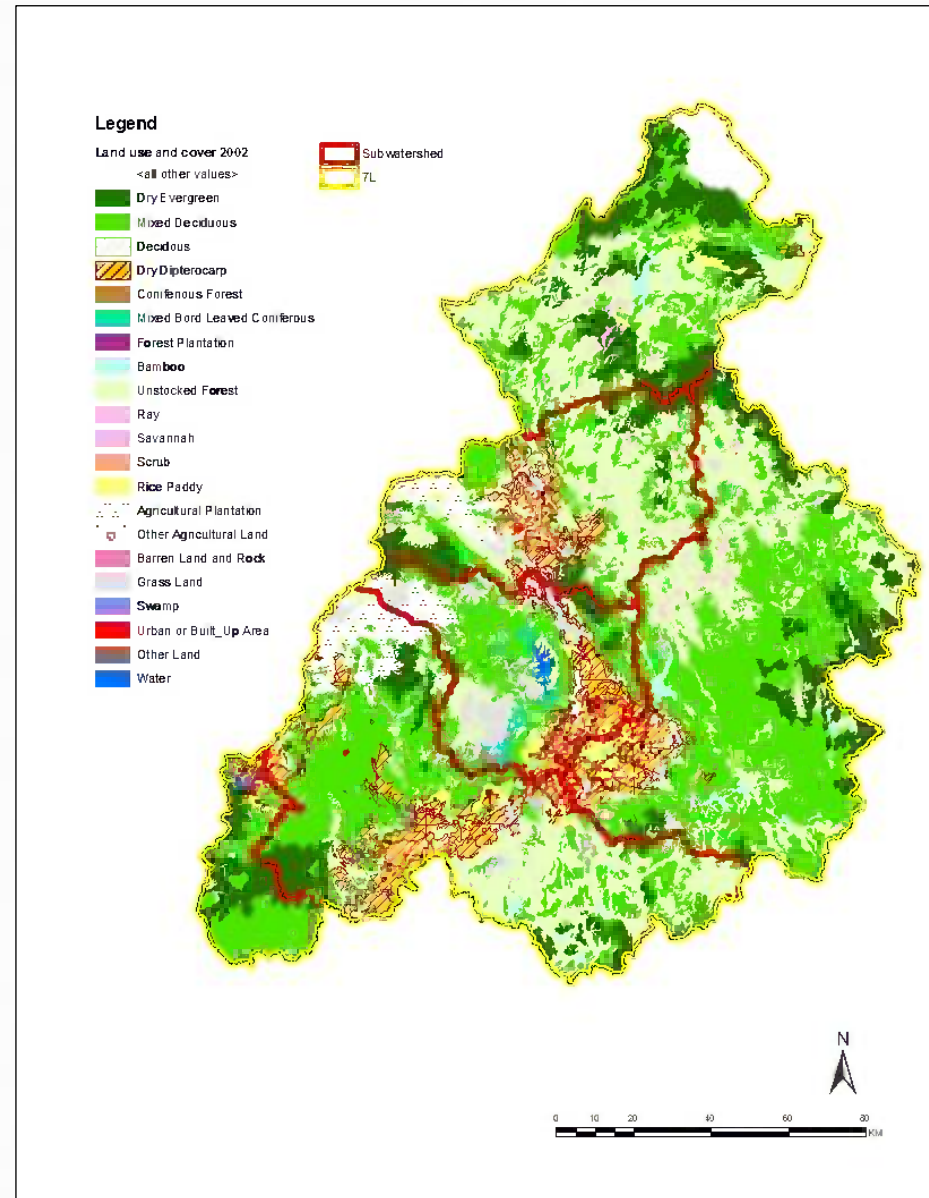 Legend
Land use and cover 2002
<all other values>
Dry Evergreen
Mixed Deciduous
Decidous
Dry Dipterocarp
Conifenous Forest
Mixed Bord Leaved Coniferous
Forest Plantation
Bamboo
Unstocked Forest
Ray
Savannah
Scrub
Rice Paddy
Agricultural Plantation
Other Agricultural Land
Barren Land and Rock
Grass Land
Swamp
Urban or Built_Up Area
Other Land
Water
Sub watershed
7L
N
0 10 20 40 60 80
KM